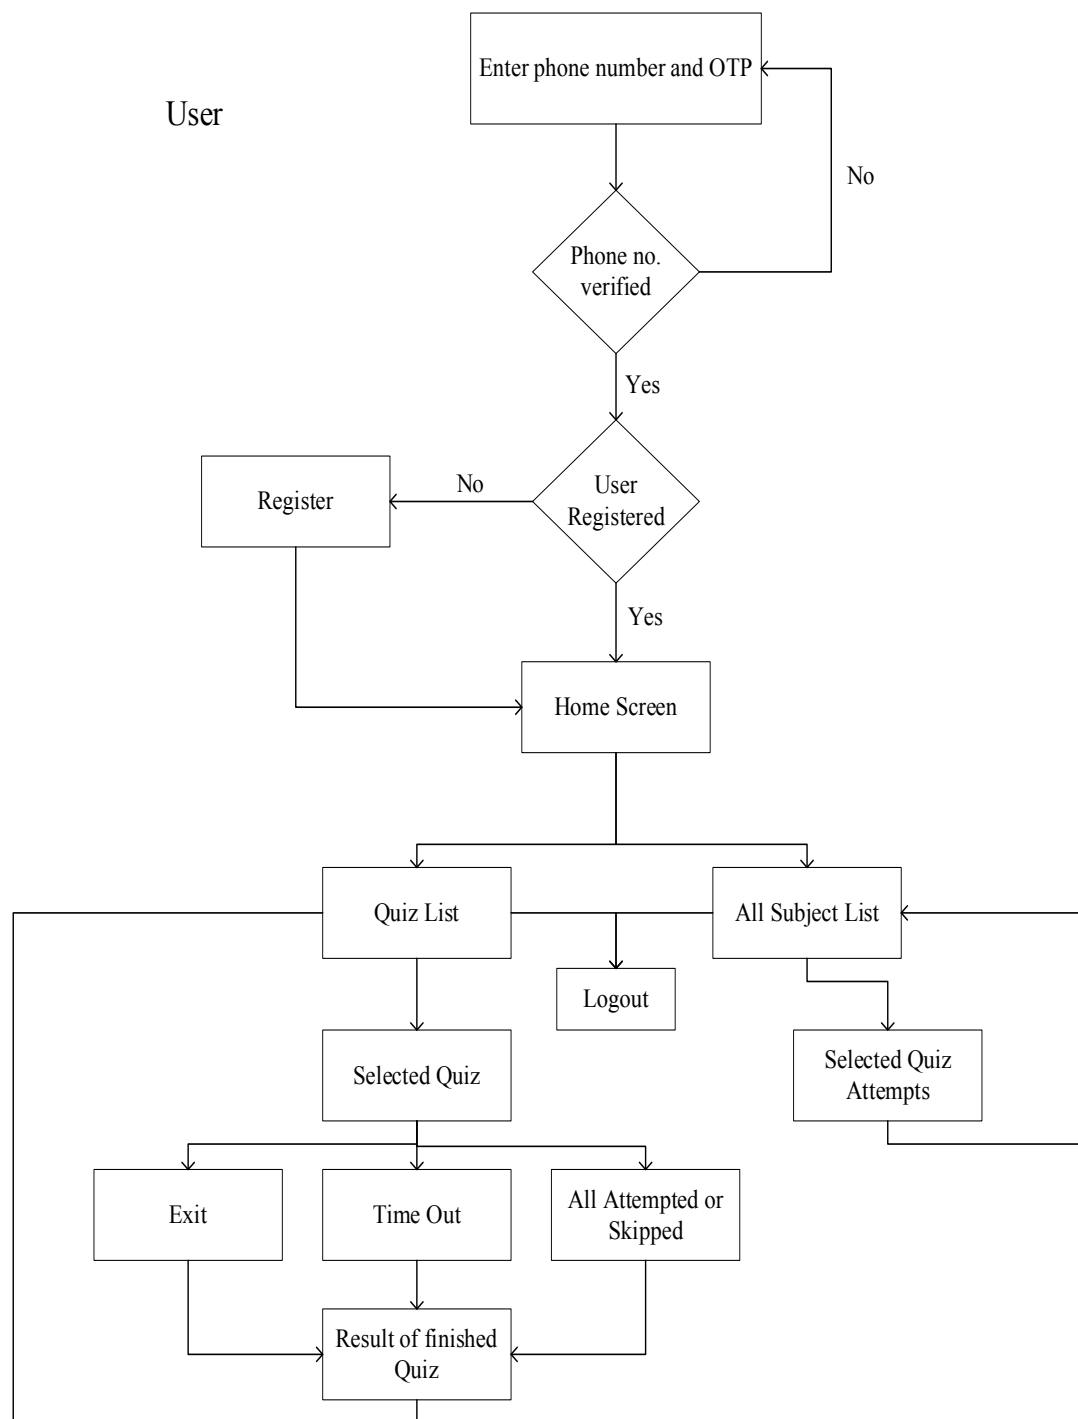 Enter phone number and OTP
User
No
Phone no.
verified
Yes
No
Register
User
Registered
Yes
Home Screen
Quiz List
All Subject List
Logout
Selected Quiz
Selected Quiz
Attempts
Exit
Time Out
All Attempted or
Skipped
Result of finished
Quiz